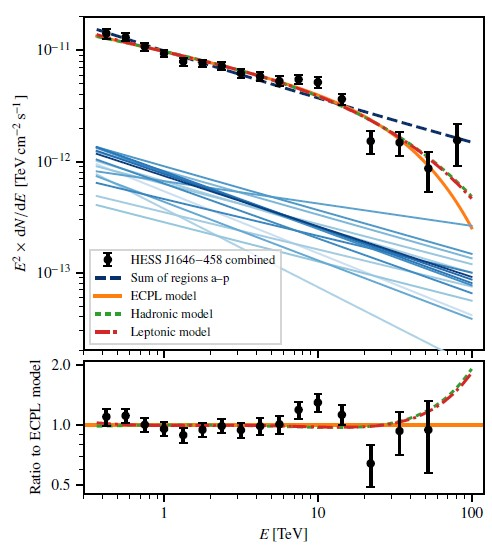 10⁻¹¹
10⁻¹²
10⁻¹³
E² × dN/dE [TeV cm⁻² s⁻¹]
HESS J1646−458 combined
Sum of regions a–p
ECPL model
Hadronic model
Leptonic model
2.0
1.0
0.5
Ratio to ECPL model
1
10
100
E [TeV]